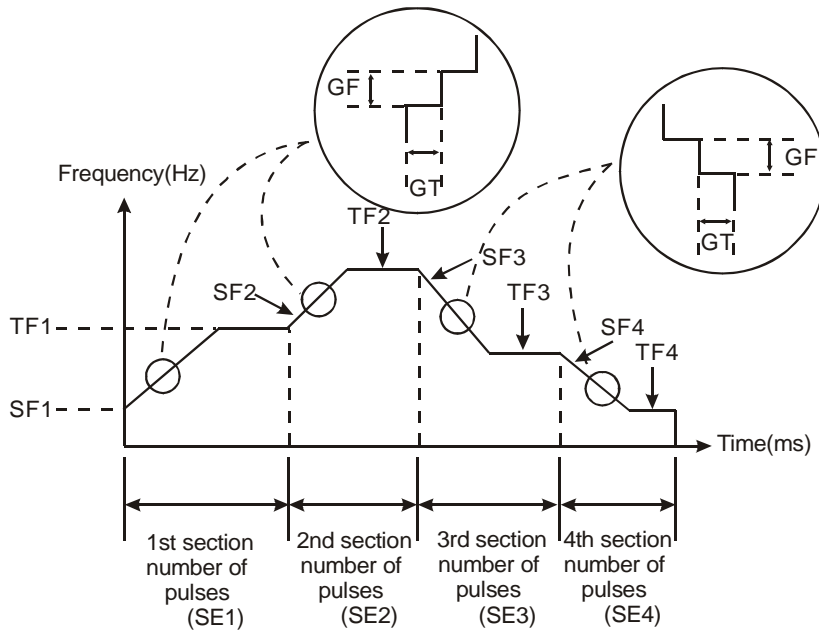 GF
GT
GF
GT
Frequency(Hz)
TF2
SF3
SF2
TF3
TF1
SF4
TF4
SF1
Time(ms)
1st section
number of
pulses
(SE1)
2nd section
number of
pulses
(SE2)
3rd section
number of
pulses
(SE3)
4th section
number of
pulses
(SE4)